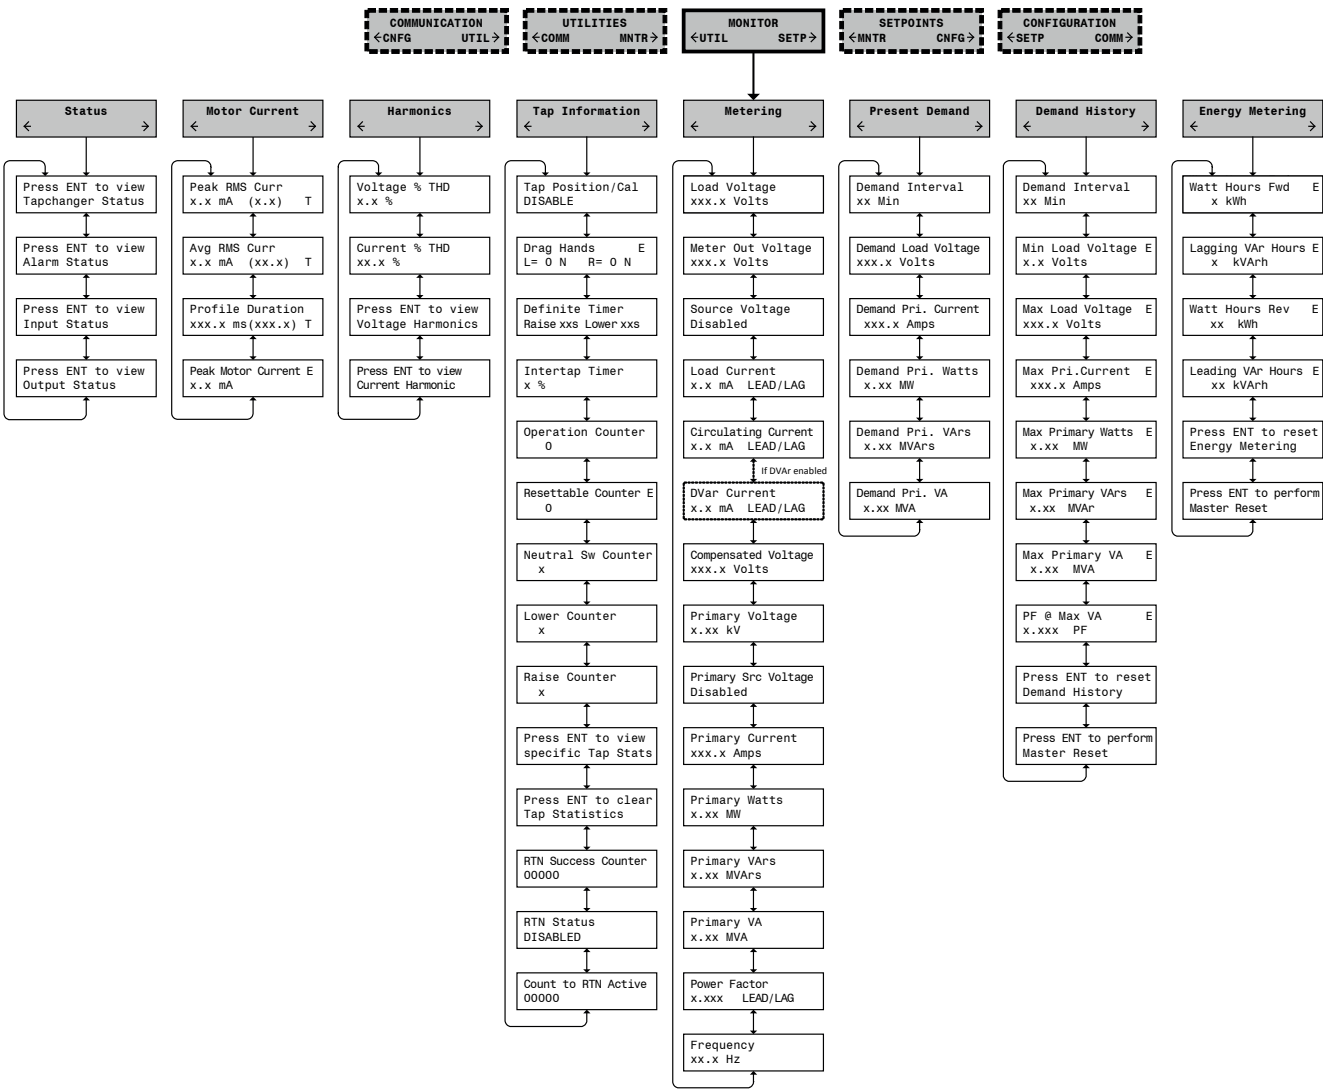 COMMUNICATION
←CNFG UTIL→
UTILITIES
←COMM MNTR→
MONITOR
←UTIL SETP→
SETPOINTS
←MNTR CNFG→
CONFIGURATION
←SETP COMM→
Status
← →
Press ENT to view
Tapchanger Status
Press ENT to view
Alarm Status
Press ENT to view
Input Status
Press ENT to view
Output Status
Motor Current
← →
Peak RMS Curr
x.x mA (x.x) T
Avg RMS Curr
x.x mA (xx.x) T
Profile Duration
xxx.x ms(xxx.x) T
Peak Motor Current E
x.x mA
Harmonics
← →
Voltage % THD
x.x %
Current % THD
xx.x %
Press ENT to view
Voltage Harmonics
Press ENT to view
Current Harmonic
Tap Information
← →
Tap Position/Cal
DISABLE
Drag Hands E
L= 0 N R= 0 N
Definite Timer
Raise xxs Lower xxs
Intertap Timer
x %
Operation Counter
0
Resettable Counter E
0
Neutral Sw Counter
x
Lower Counter
x
Raise Counter
x
Press ENT to view
specific Tap Stats
Press ENT to clear
Tap Statistics
RTN Success Counter
00000
RTN Status
DISABLED
Count to RTN Active
00000
Metering
← →
Load Voltage
xxx.x Volts
Meter Out Voltage
xxx.x Volts
Source Voltage
Disabled
Load Current
x.x mA LEAD/LAG
Circulating Current
x.x mA LEAD/LAG
If DVAr enabled
DVar Current
x.x mA LEAD/LAG
Compensated Voltage
xxx.x Volts
Primary Voltage
x.xx kV
Primary Src Voltage
Disabled
Primary Current
xxx.x Amps
Primary Watts
x.xx MW
Primary VArs
x.xx MVArs
Primary VA
x.xx MVA
Power Factor
x.xxx LEAD/LAG
Frequency
xx.x Hz
Present Demand
← →
Demand Interval
xx Min
Demand Load Voltage
xxx.x Volts
Demand Pri. Current
xxx.x Amps
Demand Pri. Watts
x.xx MW
Demand Pri. VArs
x.xx MVArs
Demand Pri. VA
x.xx MVA
Demand History
← →
Demand Interval
xx Min
Min Load Voltage E
x.x Volts
Max Load Voltage E
xxx.x Volts
Max Pri.Current E
xxx.x Amps
Max Primary Watts E
x.xx MW
Max Primary VArs E
x.xx MVAr
Max Primary VA E
x.xx MVA
PF @ Max VA E
x.xxx PF
Press ENT to reset
Demand History
Press ENT to perform
Master Reset
Energy Metering
← →
Watt Hours Fwd E
x kWh
Lagging VAr Hours E
x kVArh
Watt Hours Rev E
xx kWh
Leading VAr Hours E
xx kVArh
Press ENT to reset
Energy Metering
Press ENT to perform
Master Reset